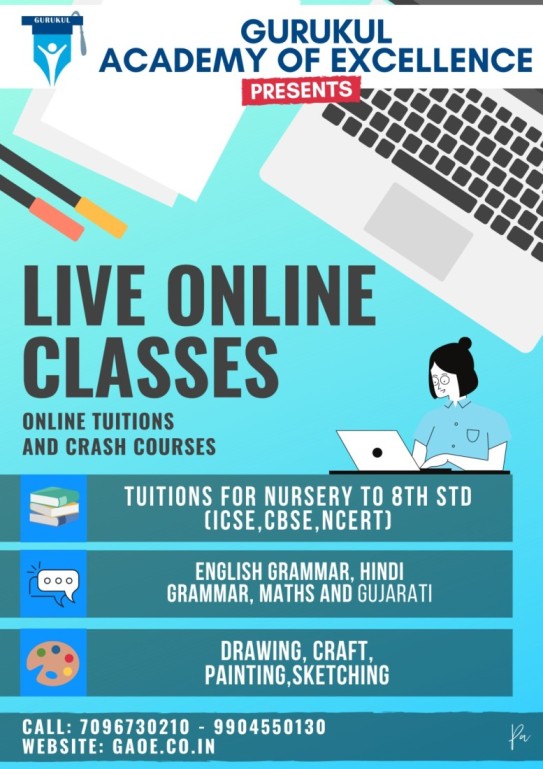 GURUKUL
GURUKUL
ACADEMY OF EXCELLENCE
PRESENTS
LIVE ONLINE
CLASSES
ONLINE TUITIONS
AND CRASH COURSES
TUITIONS FOR NURSERY TO 8TH STD
(ICSE,CBSE,NCERT)
ENGLISH GRAMMAR, HINDI
GRAMMAR, MATHS AND GUJARATI
DRAWING, CRAFT,
PAINTING,SKETCHING
CALL: 7096730210 - 9904550130
WEBSITE: GAOE.CO.IN